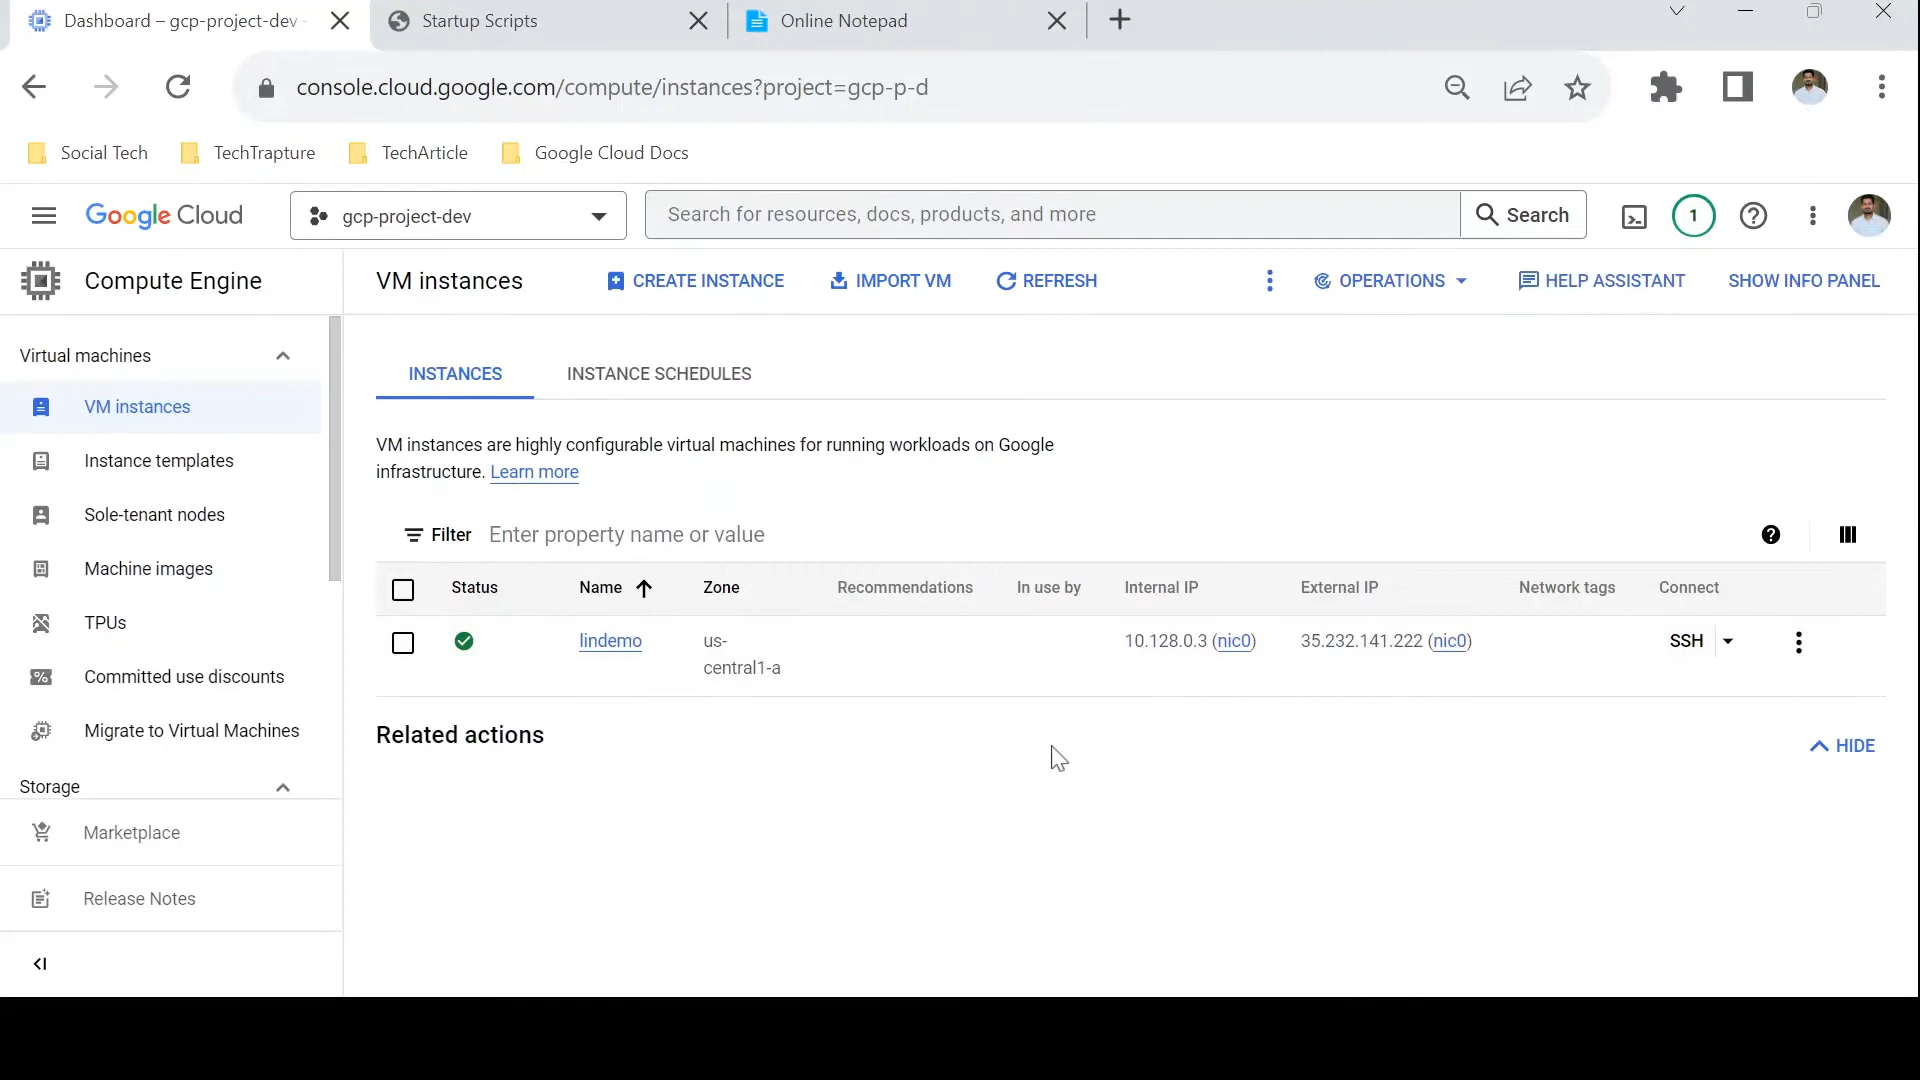 Dashboard – gcp-project-dev -
Startup Scripts
Online Notepad
console.cloud.google.com/compute/instances?project=gcp-p-d
Social Tech
TechTrapture
TechArticle
Google Cloud Docs
Google Cloud
gcp-project-dev
Search for resources, docs, products, and more
Search
1
Compute Engine
VM instances
CREATE INSTANCE
IMPORT VM
REFRESH
OPERATIONS
HELP ASSISTANT
SHOW INFO PANEL
Virtual machines
VM instances
Instance templates
Sole-tenant nodes
Machine images
TPUs
Committed use discounts
Migrate to Virtual Machines
Storage
Marketplace
Release Notes
INSTANCES
INSTANCE SCHEDULES
VM instances are highly configurable virtual machines for running workloads on Google
infrastructure. Learn more
Filter Enter property name or value
Status Name Zone Recommendations In use by Internal IP External IP Network tags Connect
lindemo us- 10.128.0.3 (nic0) 35.232.141.222 (nic0) SSH
central1-a
Related actions
HIDE